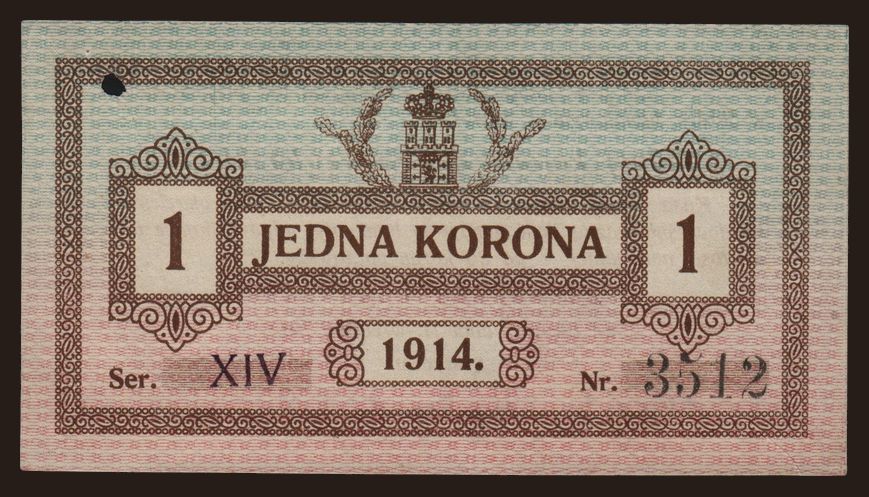 1 JEDNA KORONA 1
1914.
Ser. XIV
Nr. 3512